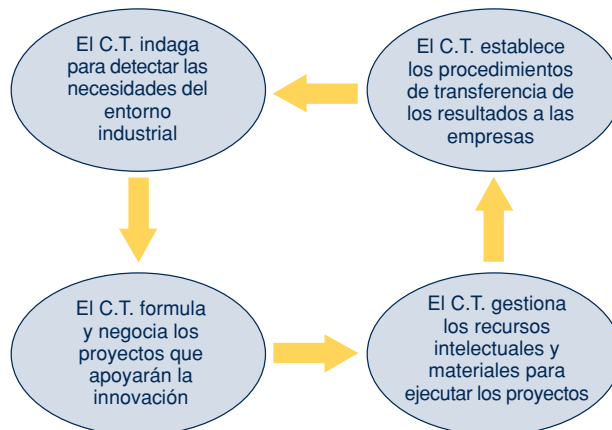 El C.T. indaga
para detectar las
necesidades del
entorno
industrial
El C.T. establece
los procedimientos
de transferencia de
los resultados a las
empresas
El C.T. formula
y negocia los
proyectos que
apoyarán la
innovación
El C.T. gestiona
los recursos
intelectuales y
materiales para
ejecutar los proyectos